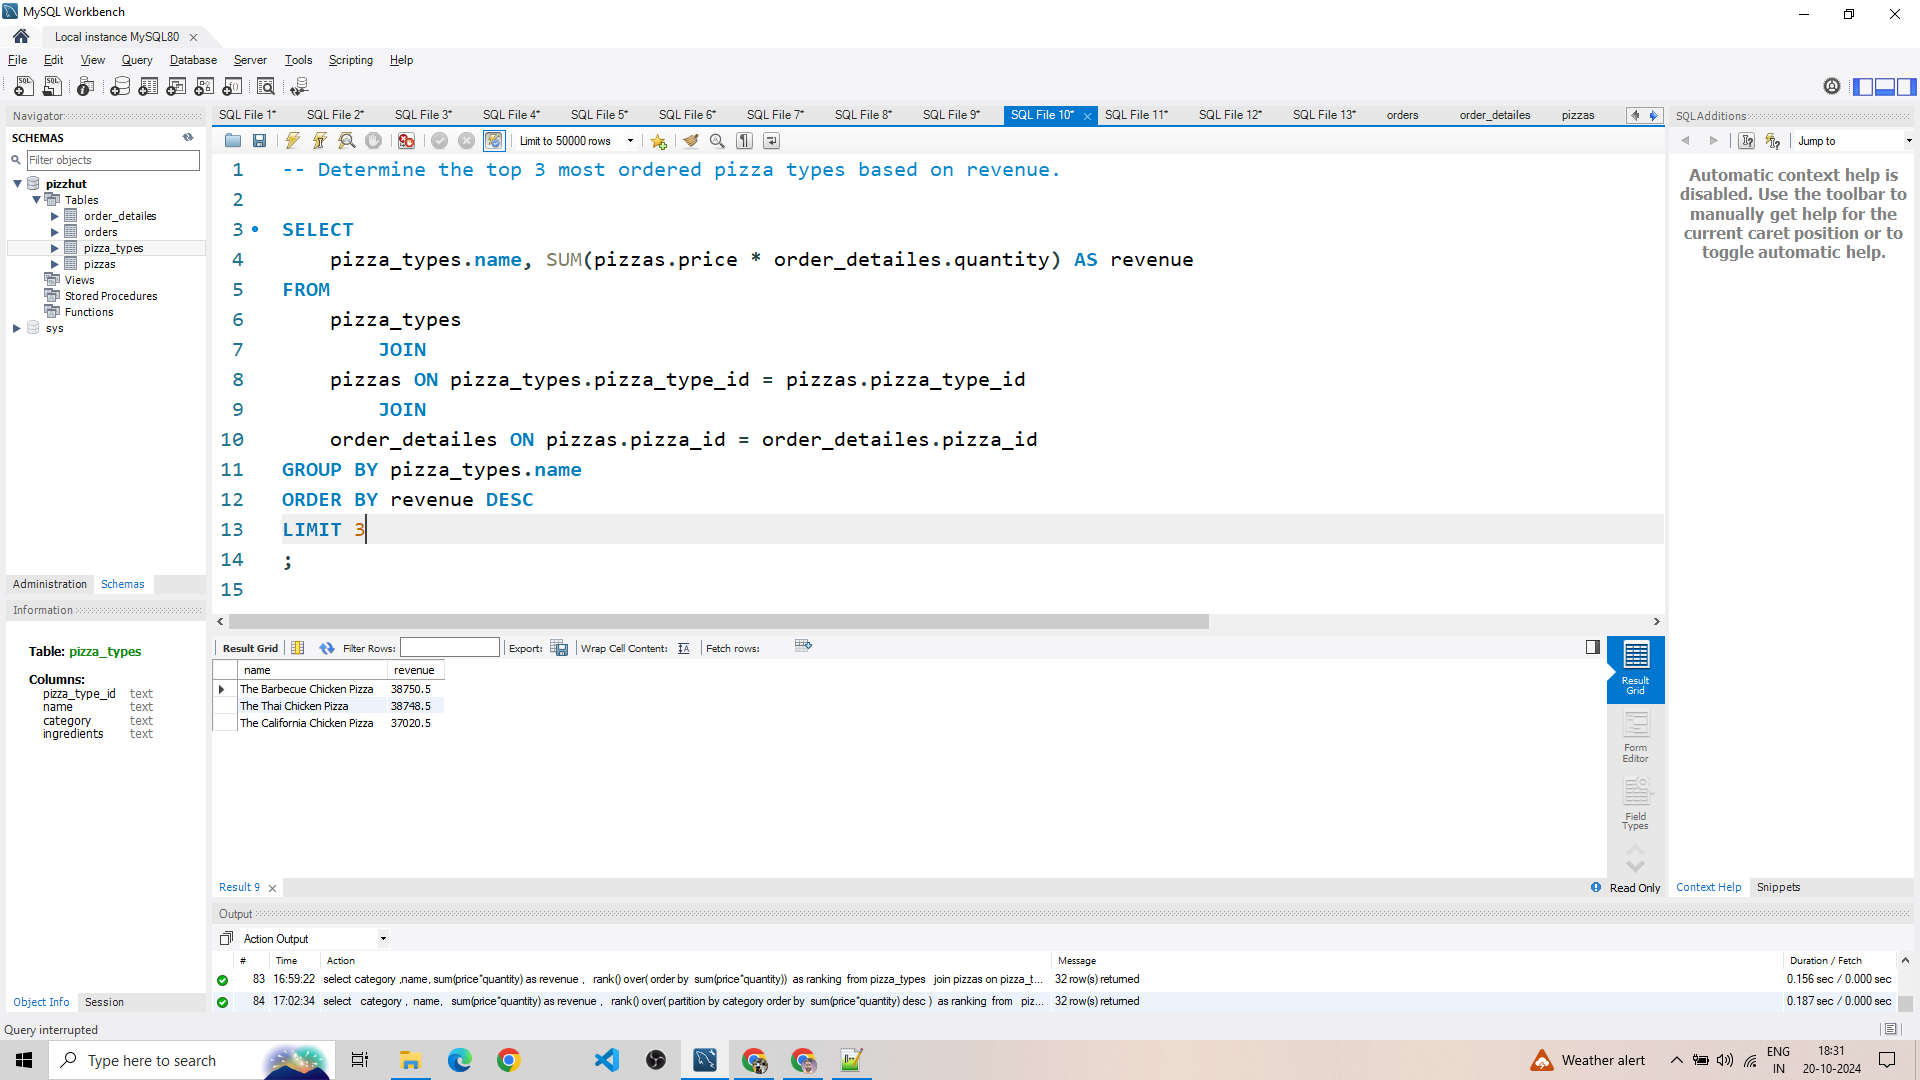 MySQL Workbench
Local instance MySQL80
File Edit View Query Database Server Tools Scripting Help
Navigator
SCHEMAS
Filter objects
pizzhut
Tables
order_detailes
orders
pizza_types
pizzas
Views
Stored Procedures
Functions
sys
Administration Schemas
Information
Table: pizza_types
Columns:
pizza_type_id text
name text
category text
ingredients text
Object Info Session
SQL File 1* SQL File 2* SQL File 3* SQL File 4* SQL File 5* SQL File 6* SQL File 7* SQL File 8* SQL File 9* SQL File 10* SQL File 11* SQL File 12* SQL File 13* orders order_detailes pizzas
Limit to 50000 rows
1 -- Determine the top 3 most ordered pizza types based on revenue.
2
3 SELECT
4 pizza_types.name, SUM(pizzas.price * order_detailes.quantity) AS revenue
5 FROM
6 pizza_types
7 JOIN
8 pizzas ON pizza_types.pizza_type_id = pizzas.pizza_type_id
9 JOIN
10 order_detailes ON pizzas.pizza_id = order_detailes.pizza_id
11 GROUP BY pizza_types.name
12 ORDER BY revenue DESC
13 LIMIT 3
14 ;
15
Result Grid Filter Rows: Export: Wrap Cell Content: Fetch rows:
name revenue
The Barbecue Chicken Pizza 38750.5
The Thai Chicken Pizza 38748.5
The California Chicken Pizza 37020.5
Result Grid
Form Editor
Field Types
Result 9
Read Only
SQLAdditions
Jump to
Automatic context help is
disabled. Use the toolbar to
manually get help for the
current caret position or to
toggle automatic help.
Context Help Snippets
Output
Action Output
# Time Action Message Duration / Fetch
83 16:59:22 select category ,name, sum(price*quantity) as revenue , rank() over( order by sum(price*quantity)) as ranking from pizza_types join pizzas on pizza_t... 32 row(s) returned 0.156 sec / 0.000 sec
84 17:02:34 select category , name, sum(price*quantity) as revenue , rank() over( partition by category order by sum(price*quantity) desc ) as ranking from piz... 32 row(s) returned 0.187 sec / 0.000 sec
Query interrupted
Type here to search
Weather alert
ENG
IN
18:31
20-10-2024